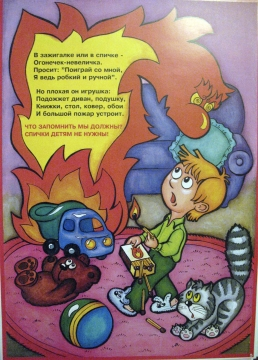 В зажигалке или в спичке -
Огонечек-невеличка.
Просит: "Поиграй со мной,
Я ведь робкий и ручной".
Но плохая он игрушка:
Подожжет диван, подушку,
Книжки, стол, ковер, обои
И большой пожар устроит.
ЧТО ЗАПОМНИТЬ МЫ ДОЛЖНЫ?
СПИЧКИ ДЕТЯМ НЕ НУЖНЫ!